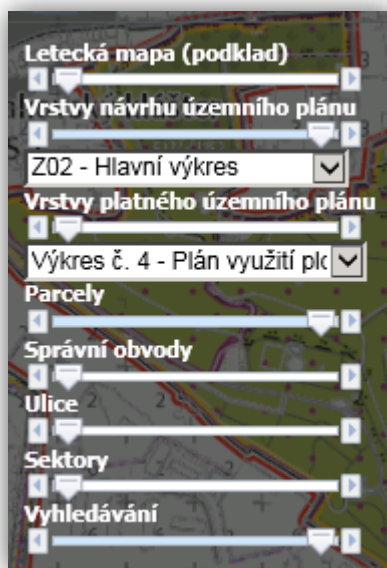 Letecká mapa (podklad)
Vrstvy návrhu územního plánu
Z02 - Hlavní výkres
Vrstvy platného územního plánu
Výkres č. 4 - Plán využití plo
Parcely
Správní obvody
Ulice
Sektory
Vyhledávání